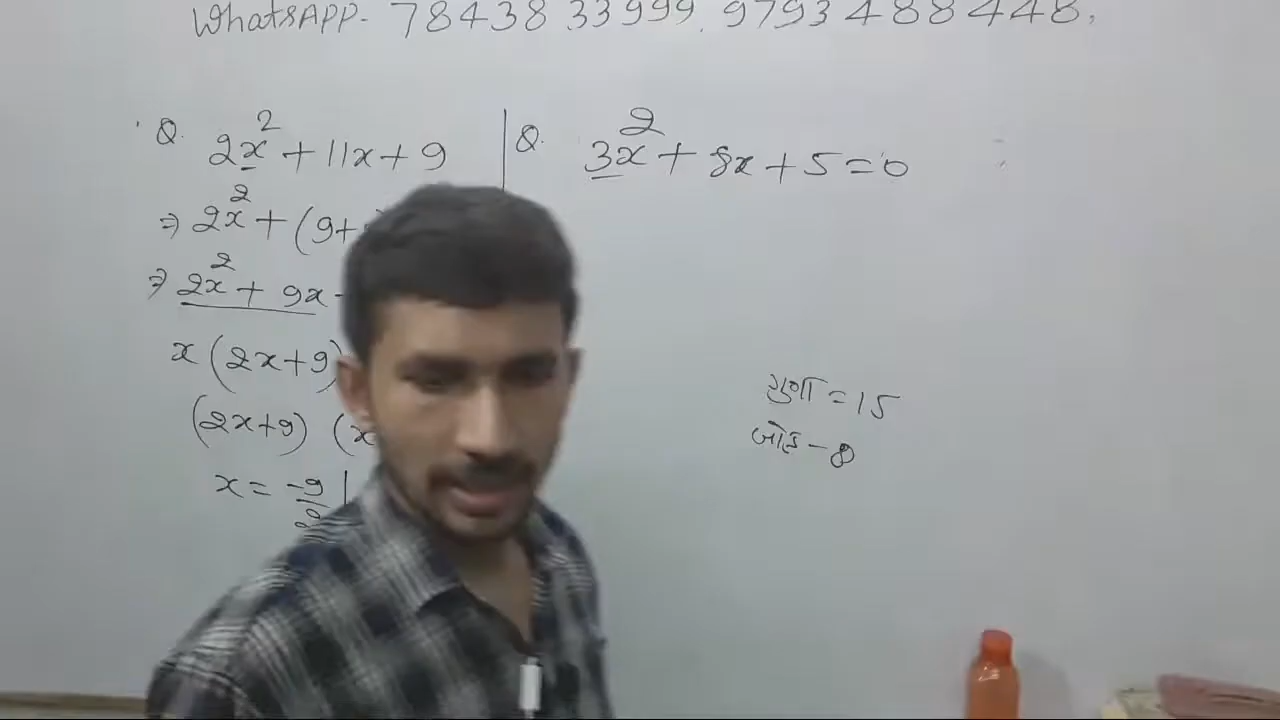 WhatsAPP- 78438 33999, 9793488448,
Q. 2x² + 11x + 9
⇒ 2x² + (9+
⇒ 2x² + 9x -
x (2x+9)
(2x+9) (x
x = -9/2 |
Q. 3x² + 8x + 5 = 0
गुणा = 15
जोड़ - 8